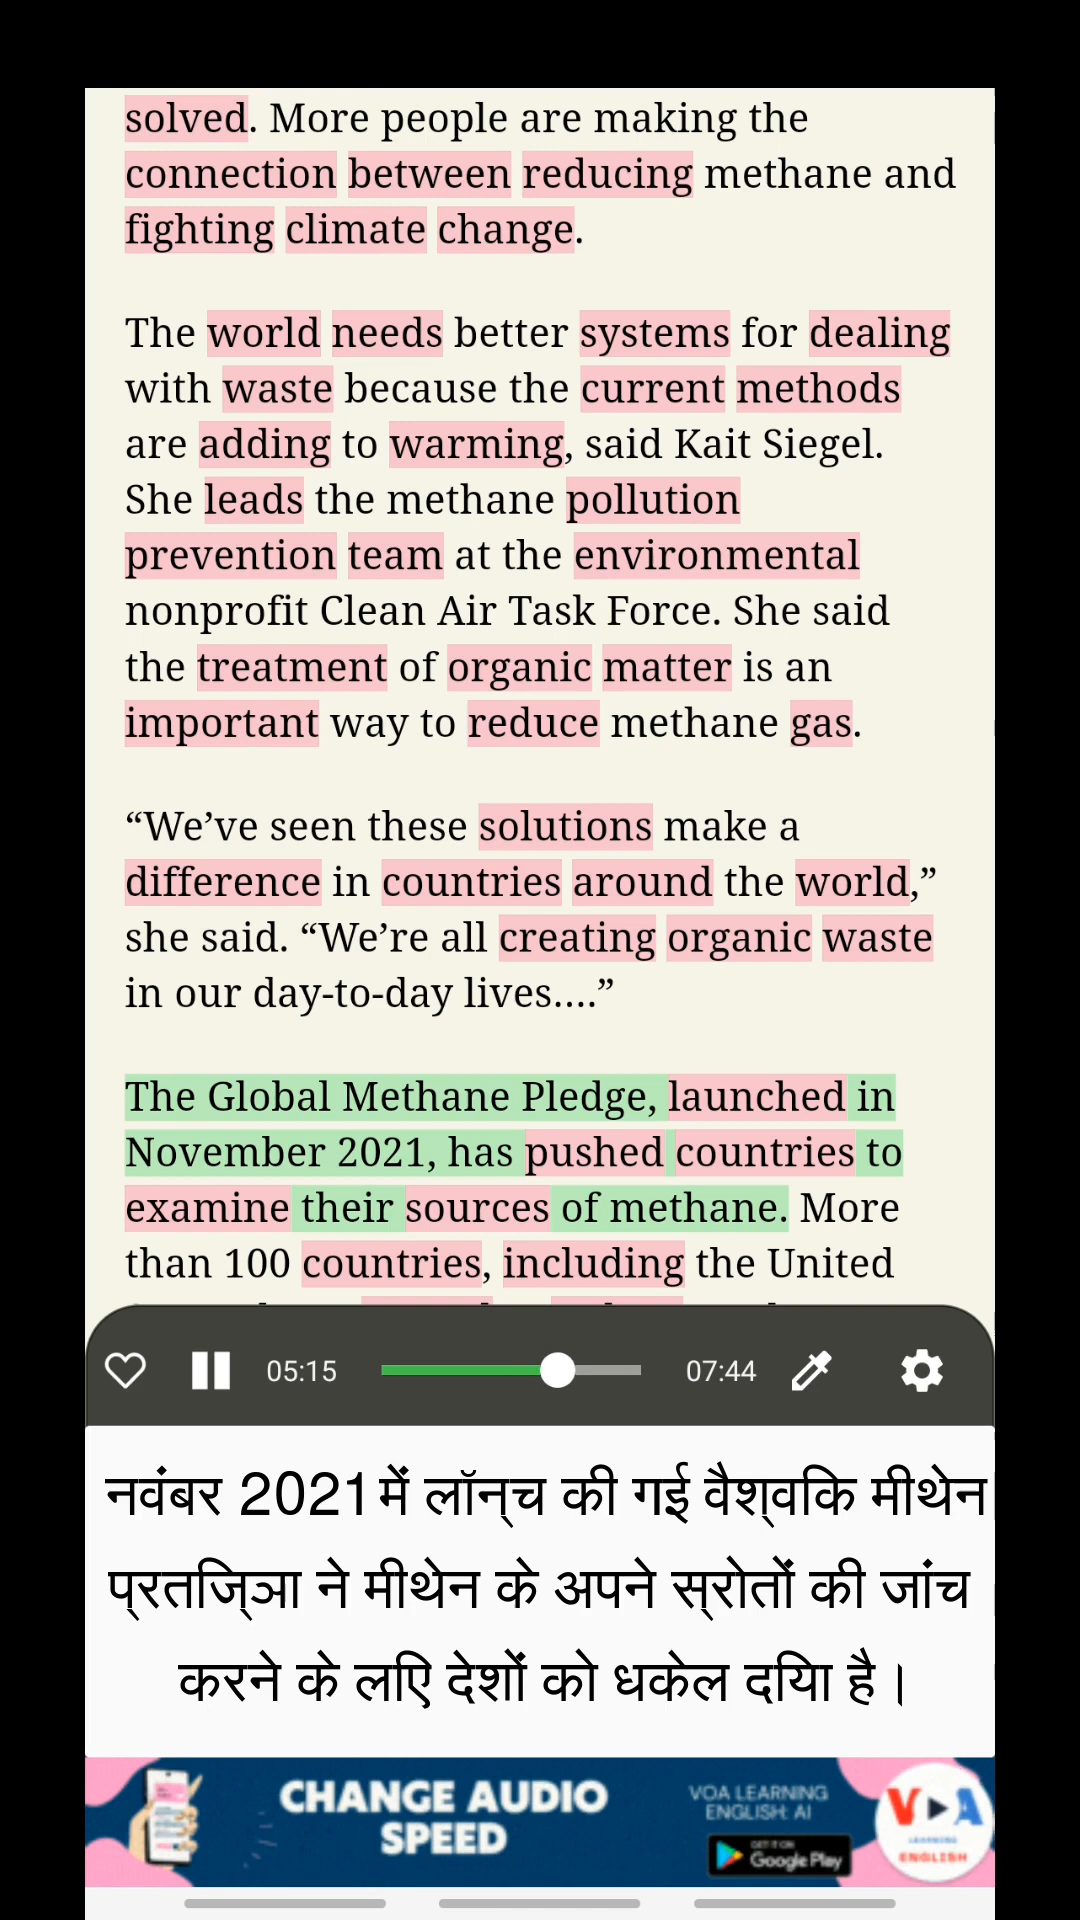 solved. More people are making the
connection between reducing methane and
fighting climate change.
The world needs better systems for dealing
with waste because the current methods
are adding to warming, said Kait Siegel.
She leads the methane pollution
prevention team at the environmental
nonprofit Clean Air Task Force. She said
the treatment of organic matter is an
important way to reduce methane gas.
“We’ve seen these solutions make a
difference in countries around the world,”
she said. “We’re all creating organic waste
in our day-to-day lives....”
The Global Methane Pledge, launched in
November 2021, has pushed countries to
examine their sources of methane. More
than 100 countries, including the United
05:15 07:44
नवंबर 2021 में लॉन्च की गई वैश्विक मीथेन
प्रतिज्ञा ने मीथेन के अपने स्रोतों की जांच
करने के लिए देशों को धकेल दिया है।
CHANGE AUDIO
SPEED
VOA LEARNING
ENGLISH: AI
GET IT ON
Google Play
VOA
LEARNING
ENGLISH